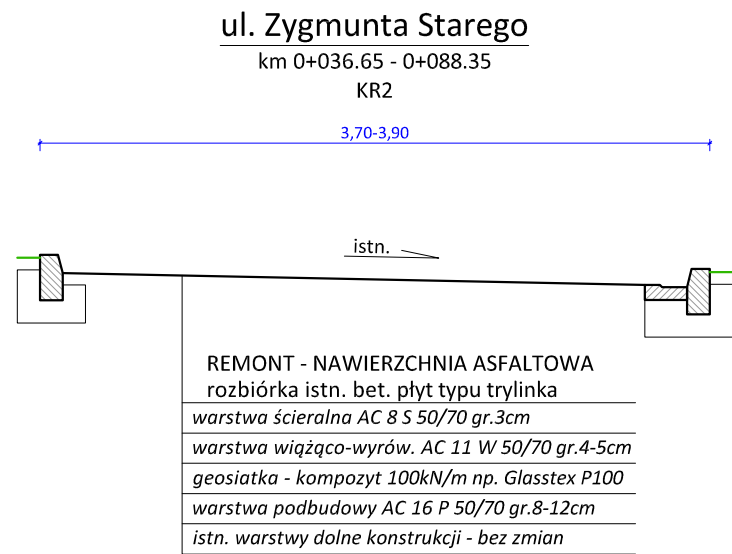 ul. Zygmunta Starego
km 0+036.65 - 0+088.35
KR2
3,70-3,90
istn.
REMONT - NAWIERZCHNIA ASFALTOWA
rozbiórka istn. bet. płyt typu trylinka
warstwa ścieralna AC 8 S 50/70 gr.3cm
warstwa wiążąco-wyrów. AC 11 W 50/70 gr.4-5cm
geosiatka - kompozyt 100kN/m np. Glasstex P100
warstwa podbudowy AC 16 P 50/70 gr.8-12cm
istn. warstwy dolne konstrukcji - bez zmian